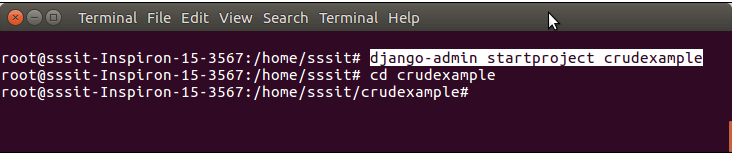 Terminal File Edit View Search Terminal Help
root@sssit-Inspiron-15-3567:/home/sssit# django-admin startproject crudexample
root@sssit-Inspiron-15-3567:/home/sssit# cd crudexample
root@sssit-Inspiron-15-3567:/home/sssit/crudexample#